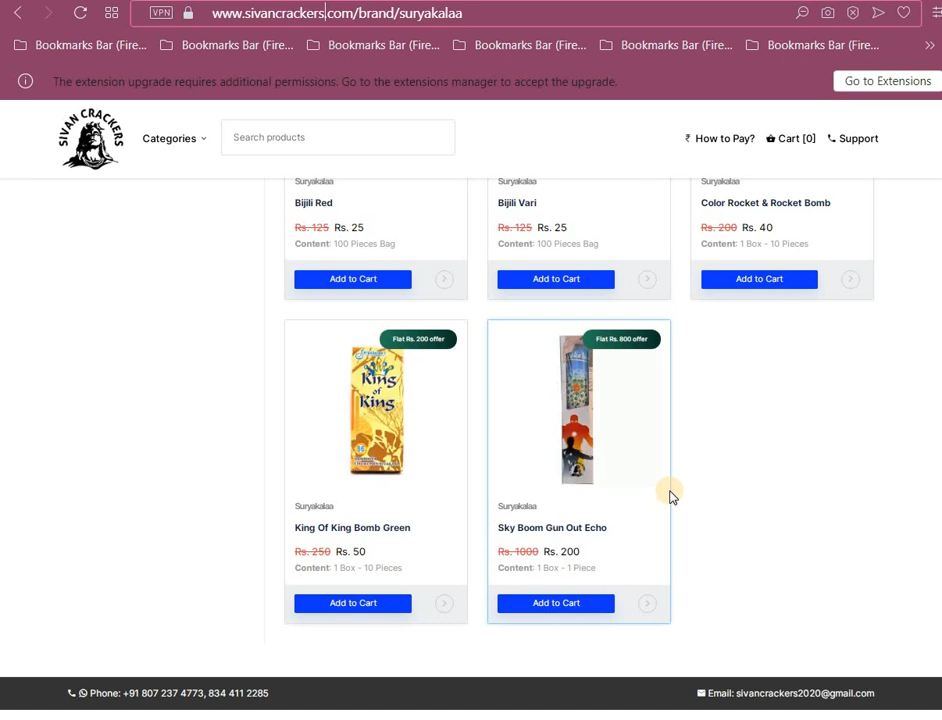 VPN
www.sivancrackers.com/brand/suryakalaa
Bookmarks Bar (Fire... Bookmarks Bar (Fire... Bookmarks Bar (Fire... Bookmarks Bar (Fire... Bookmarks Bar (Fire... Bookmarks Bar (Fire...
The extension upgrade requires additional permissions. Go to the extensions manager to accept the upgrade. Go to Extensions
SIVAN CRACKERS
Categories
Search products
₹ How to Pay? Cart [0] Support
Suryakalaa Suryakalaa Suryakalaa
Bijili Red Bijili Vari Color Rocket & Rocket Bomb
Rs. 125 Rs. 25 Rs. 125 Rs. 25 Rs. 200 Rs. 40
Content: 100 Pieces Bag Content: 100 Pieces Bag Content: 1 Box - 10 Pieces
Add to Cart Add to Cart Add to Cart
Flat Rs. 200 offer Flat Rs. 800 offer
King
of
King
Suryakalaa Suryakalaa
King Of King Bomb Green Sky Boom Gun Out Echo
Rs. 250 Rs. 50 Rs. 1000 Rs. 200
Content: 1 Box - 10 Pieces Content: 1 Box - 1 Piece
Add to Cart Add to Cart
Phone: +91 807 237 4773, 834 411 2285 Email: sivancrackers2020@gmail.com